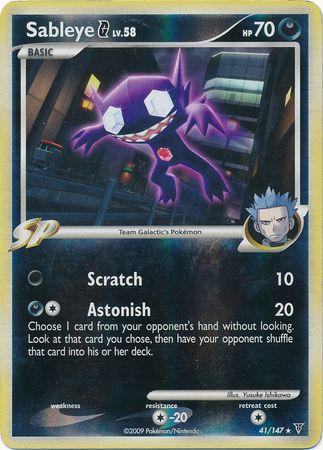 Sableye G LV.58 HP 70
BASIC
SP
Team Galactic's Pokémon
Scratch 10
Astonish 20
Choose 1 card from your opponent's hand without looking.
Look at that card you chose, then have your opponent shuffle
that card into his or her deck.
Illus. Yusuke Ishikawa
weakness resistance retreat cost
-20
©2009 Pokémon/Nintendo 41/147 ★